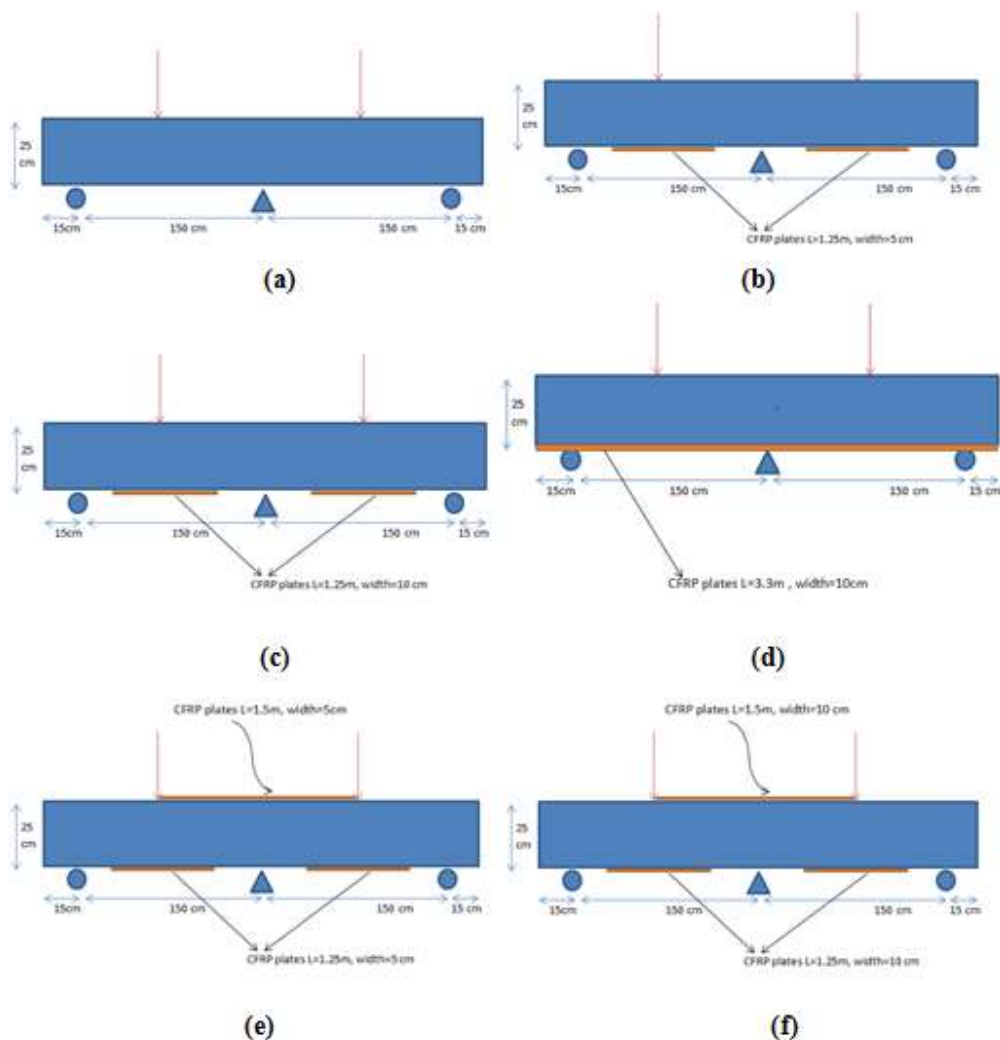 25
cm
15cm
150 cm
150 cm
15 cm
(a)
25
cm
15cm
150 cm
150 cm
15 cm
CFRP plates L=1.25m, width=5 cm
(b)
25
cm
15cm
150 cm
150 cm
15 cm
CFRP plates L=1.25m, width=10 cm
(c)
25
cm
15cm
150 cm
150 cm
15 cm
CFRP plates L=3.3m , width=10cm
(d)
CFRP plates L=1.5m, width=5cm
25
cm
15cm
150 cm
150 cm
15 cm
CFRP plates L=1.25m, width=5 cm
(e)
CFRP plates L=1.5m, width=10 cm
25
cm
15cm
150 cm
150 cm
15 cm
CFRP plates L=1.25m, width=10 cm
(f)